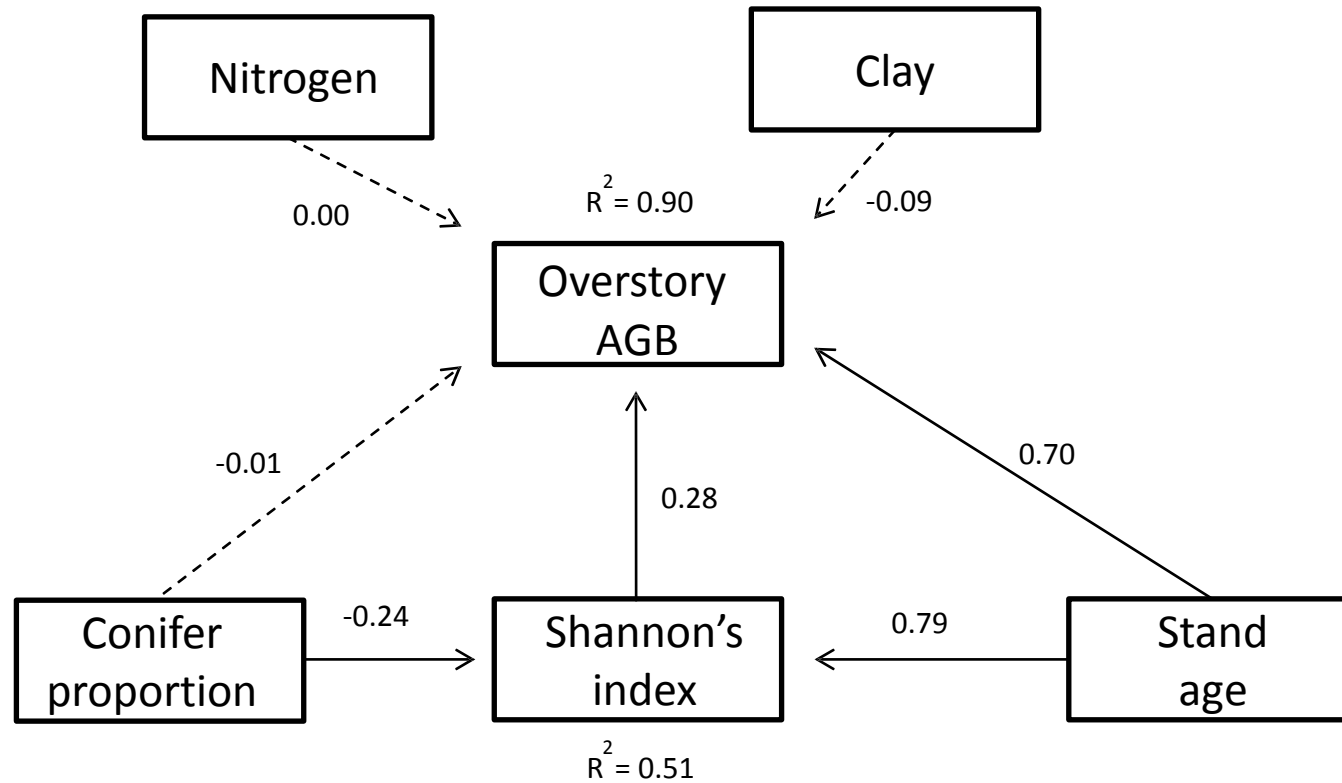 Nitrogen
Clay
0.00
R² = 0.90
-0.09
Overstory
AGB
-0.01
0.28
0.70
Conifer
proportion
-0.24
Shannon’s
index
0.79
Stand
age
R² = 0.51